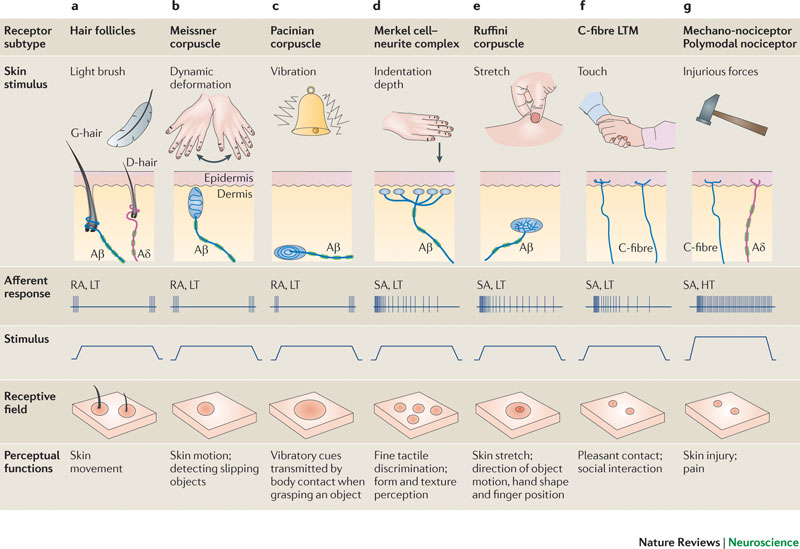 a b c d e f g
Receptor subtype
Hair follicles
Meissner corpuscle
Pacinian corpuscle
Merkel cell–neurite complex
Ruffini corpuscle
C-fibre LTM
Mechano-nociceptor
Polymodal nociceptor
Skin stimulus
Light brush
Dynamic deformation
Vibration
Indentation depth
Stretch
Touch
Injurious forces
G-hair
D-hair
Epidermis
Dermis
Aβ
Aδ
Aβ
Aβ
Aβ
Aβ
C-fibre
C-fibre
Aδ
Afferent response
RA, LT
RA, LT
RA, LT
SA, LT
SA, LT
SA, LT
SA, HT
Stimulus
Receptive field
Perceptual functions
Skin movement
Skin motion; detecting slipping objects
Vibratory cues transmitted by body contact when grasping an object
Fine tactile discrimination; form and texture perception
Skin stretch; direction of object motion, hand shape and finger position
Pleasant contact; social interaction
Skin injury; pain
Nature Reviews | Neuroscience